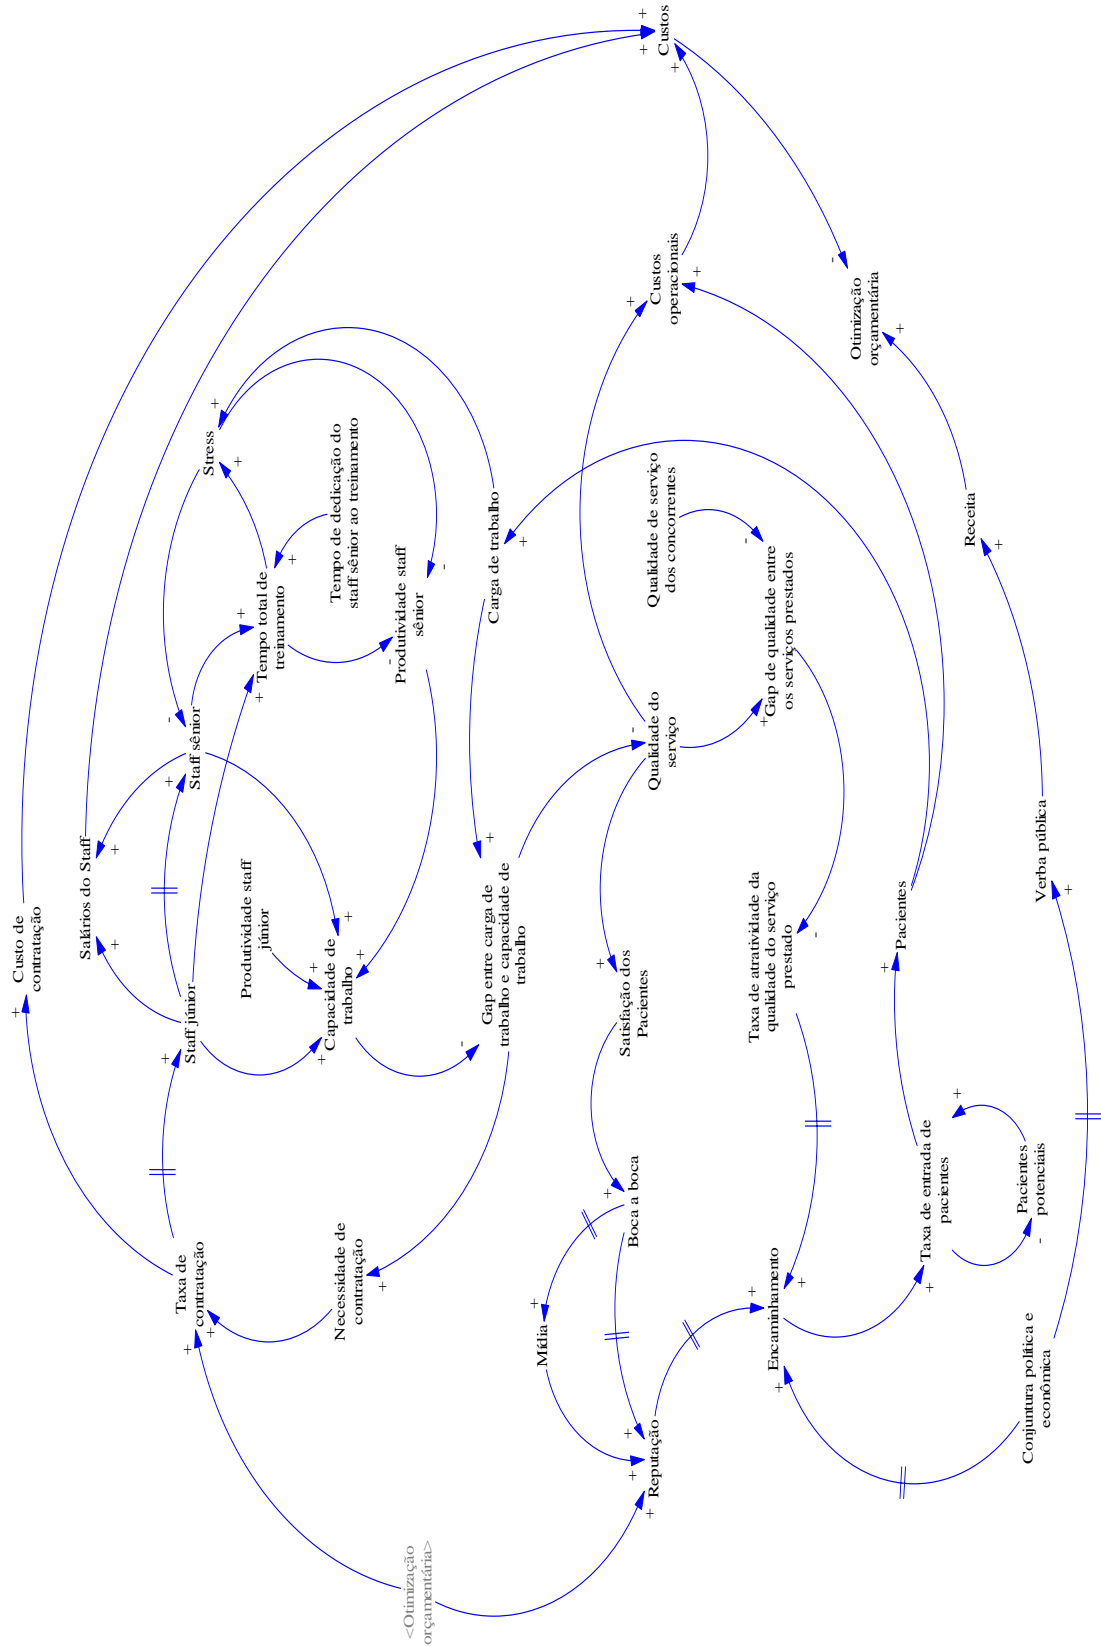 Custo de
contratação
Salários do Staff
Stress
Staff sênior
Staff júnior
Taxa de
contratação
Tempo total de
treinamento
Tempo de dedicação do
staff sênior ao treinamento
Produtividade staff
júnior
Capacidade de
trabalho
Produtividade staff
sênior
Necessidade de
contratação
Carga de trabalho
Gap entre carga de
trabalho e capacidade de
trabalho
<Otimização
orçamentária>
Mídia
Boca a boca
Satisfação dos
Pacientes
Reputação
Qualidade do
serviço
Qualidade de serviço
dos concorrentes
Custos
operacionais
Custos
Gap de qualidade entre
os serviços prestados
Taxa de atratividade da
qualidade do serviço
prestado
Encaminhamento
Otimização
orçamentária
Pacientes
Taxa de entrada de
pacientes
Receita
Pacientes
potenciais
Verba pública
Conjuntura política e
econômica